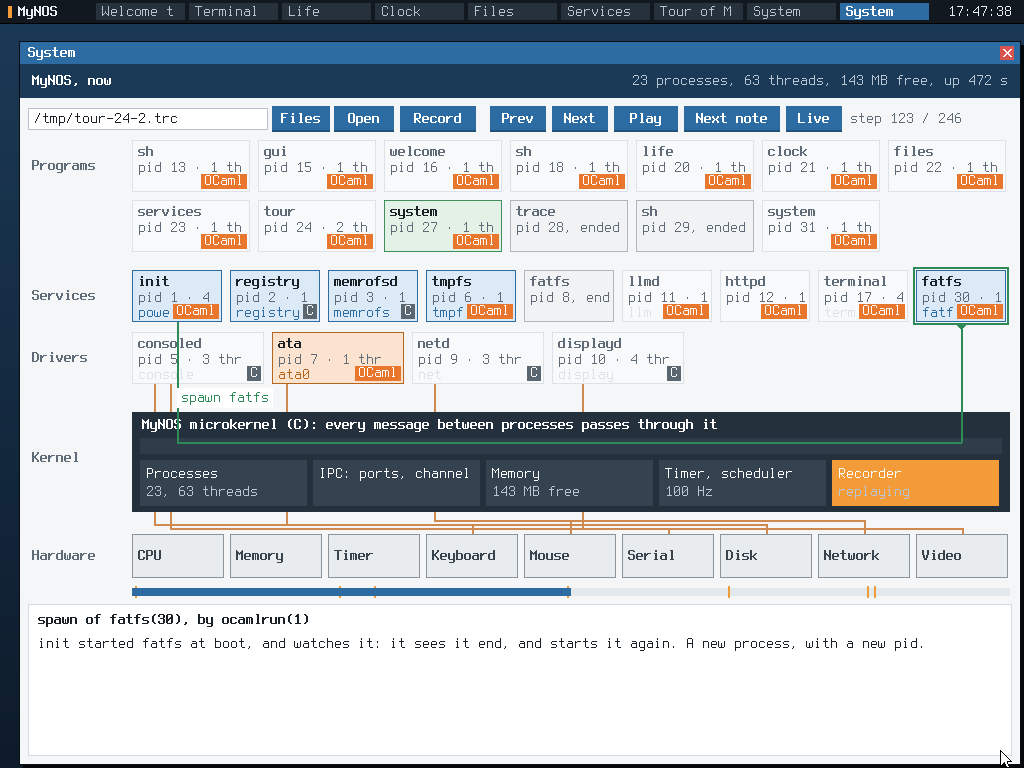 MyNOS Welcome t Terminal Life Clock Files Services Tour of M System System 17:47:38
System
MyNOS, now 23 processes, 63 threads, 143 MB free, up 472 s
/tmp/tour-24-2.trc Files Open Record Prev Next Play Next note Live step 123 / 246
Programs
sh gui welcome sh life clock files
pid 13 · 1 th pid 15 · 1 th pid 16 · 1 th pid 18 · 1 th pid 20 · 1 th pid 21 · 1 th pid 22 · 1 th
OCaml OCaml OCaml OCaml OCaml OCaml OCaml
services tour system trace sh system
pid 23 · 1 th pid 24 · 2 th pid 27 · 1 th pid 28, ended pid 29, ended pid 31 · 1 th
OCaml OCaml OCaml OCaml
Services
init registry memrofsd tmpfs fatfs llmd httpd terminal fatfs
pid 1 · 4 pid 2 · 1 pid 3 · 1 pid 6 · 1 pid 8, end pid 11 · 1 pid 12 · 1 pid 17 · 4 pid 30 · 1
powe OCaml registry C memrofs C tmpf OCaml llm OCaml OCaml term OCaml fatf OCaml
Drivers
consoled ata netd displayd
pid 5 · 3 thr pid 7 · 1 thr pid 9 · 3 thr pid 10 · 4 thr
console C ata0 OCaml net C display C
spawn fatfs
MyNOS microkernel (C): every message between processes passes through it
Kernel
Processes IPC: ports, channel Memory Timer, scheduler Recorder
23, 63 threads 143 MB free 100 Hz replaying
Hardware CPU Memory Timer Keyboard Mouse Serial Disk Network Video
spawn of fatfs(30), by ocamlrun(1)
init started fatfs at boot, and watches it: it sees it end, and starts it again. A new process, with a new pid.